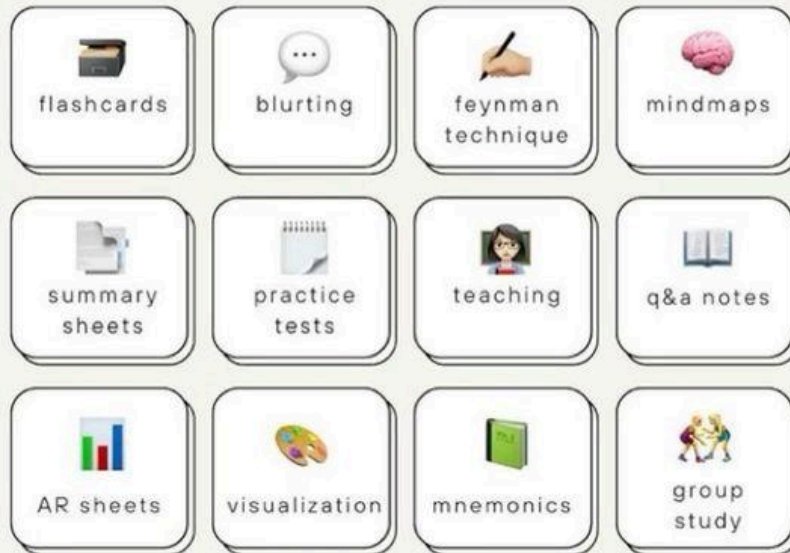 flashcards
blurting
feynman
technique
mindmaps
summary
sheets
practice
tests
teaching
q&a notes
AR sheets
visualization
mnemonics
group
study